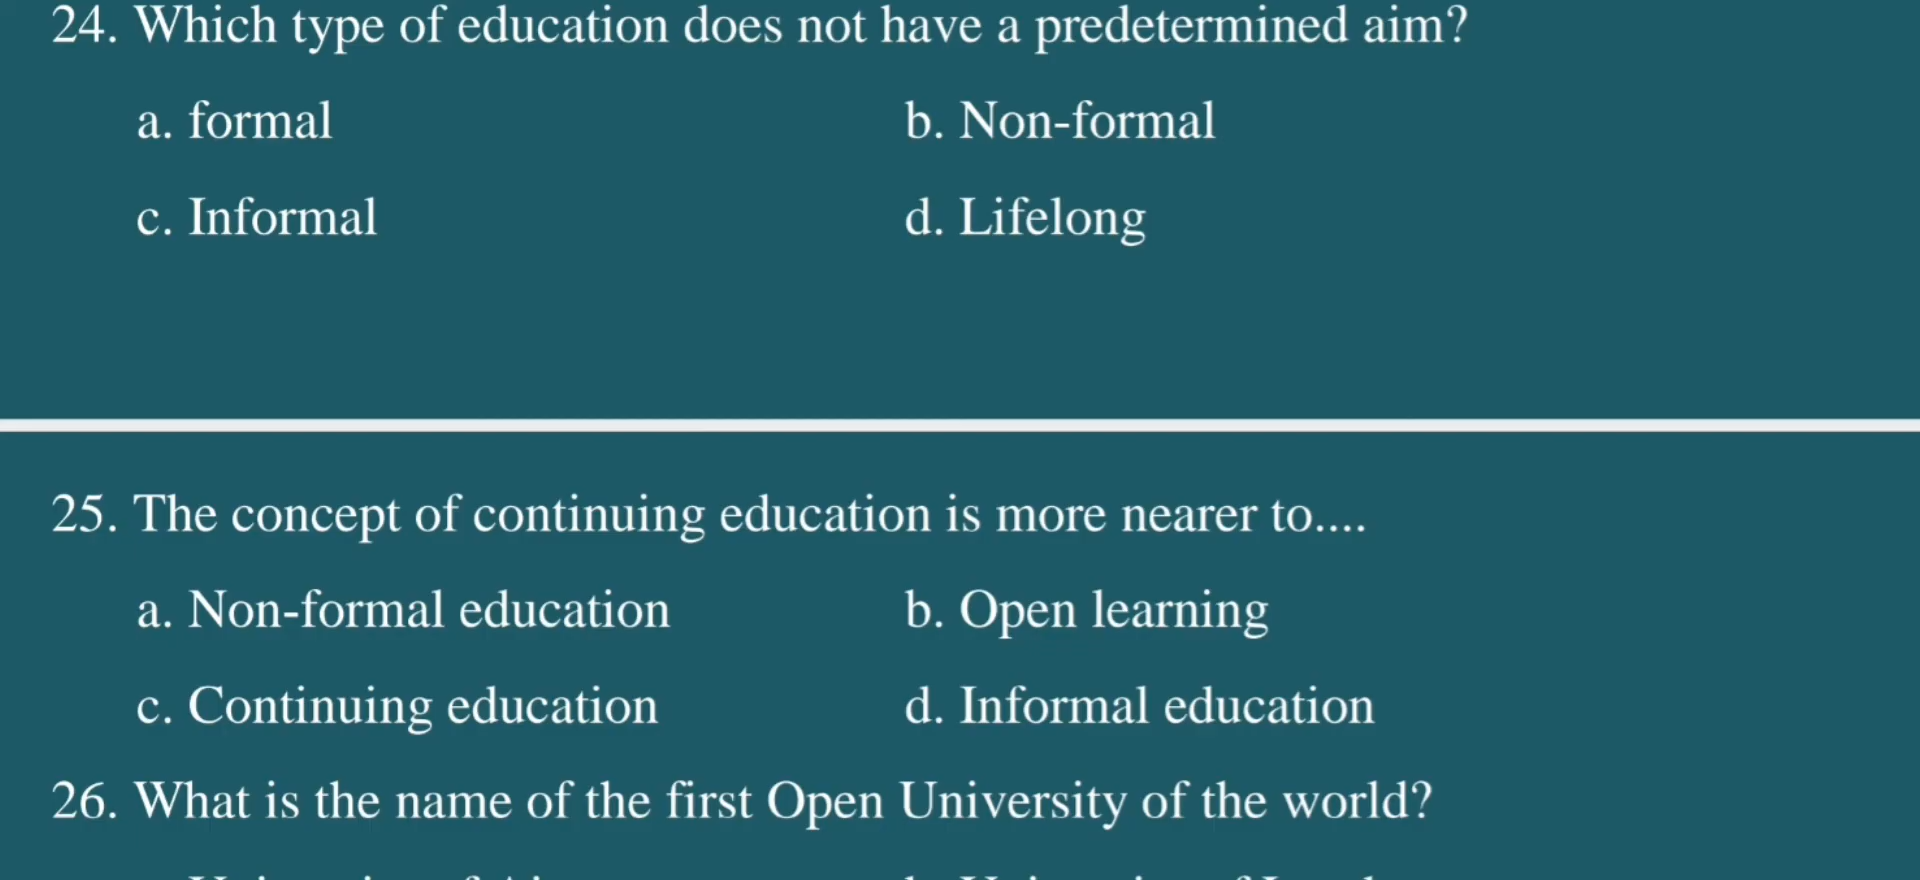 24. Which type of education does not have a predetermined aim?
a. formal b. Non-formal
c. Informal d. Lifelong
25. The concept of continuing education is more nearer to....
a. Non-formal education b. Open learning
c. Continuing education d. Informal education
26. What is the name of the first Open University of the world?